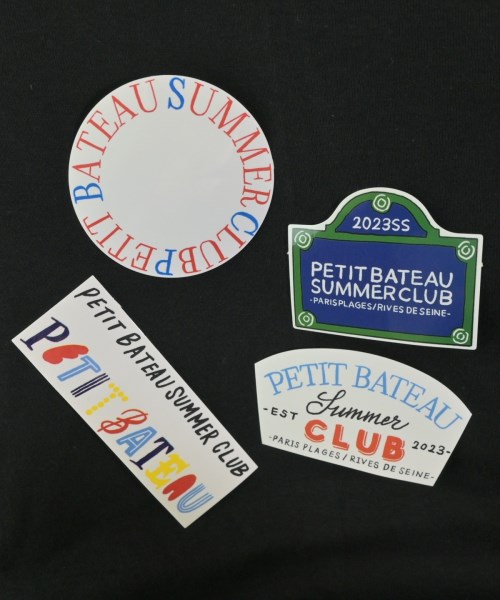 PETIT BATEAU SUMMER CLUB
2023SS
PETIT BATEAU
SUMMER CLUB
-PARIS PLAGES/RIVES DE SEINE-
PETIT BATEAU SUMMER CLUB
PETIT BATEAU
PETIT BATEAU
Summer
-EST CLUB 2023-
-PARIS PLAGES/RIVES DE SEINE-